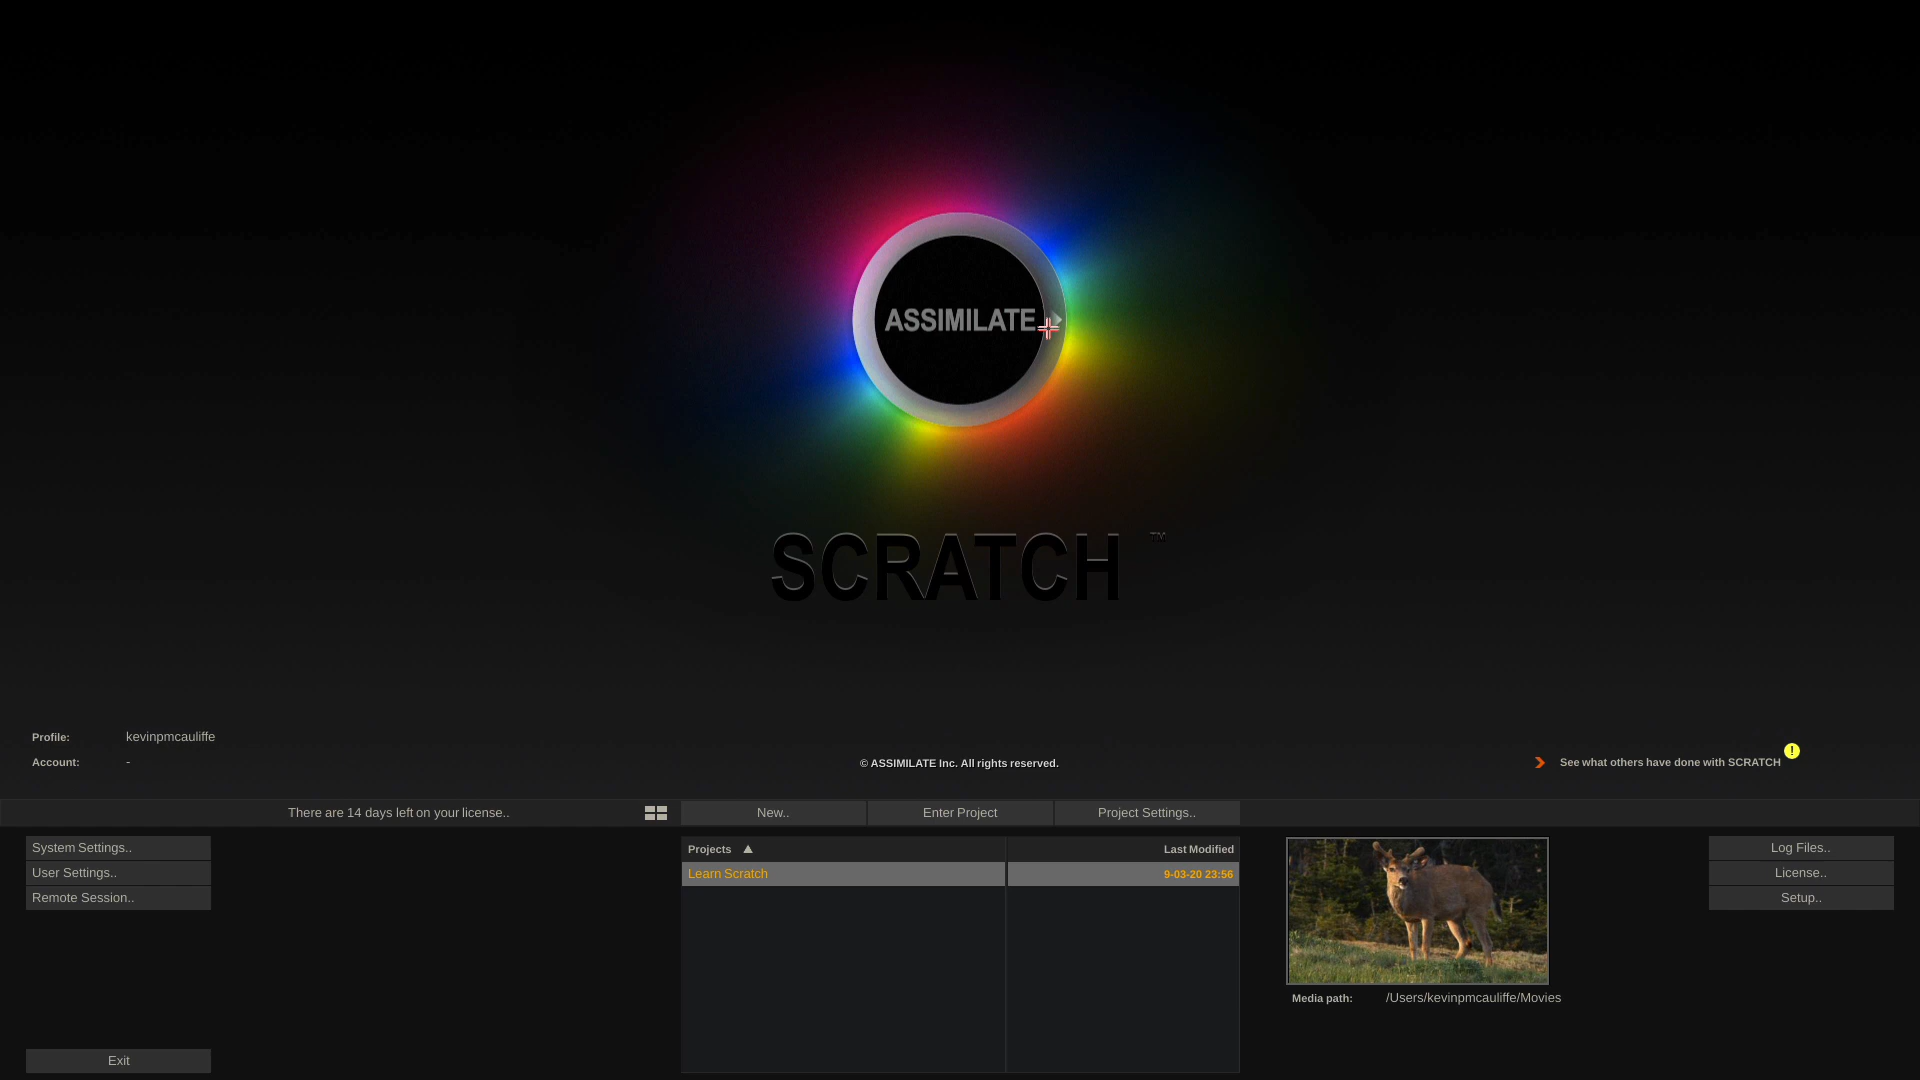 ASSIMILATE
SCRATCH ™
Profile: kevinpmcauliffe
Account: -
© ASSIMILATE Inc. All rights reserved.
See what others have done with SCRATCH !
There are 14 days left on your license..
New.. Enter Project Project Settings..
System Settings..
User Settings..
Remote Session..
Exit
Projects Last Modified
Learn Scratch 9-03-20 23:56
Media path: /Users/kevinpmcauliffe/Movies
Log Files..
License..
Setup..